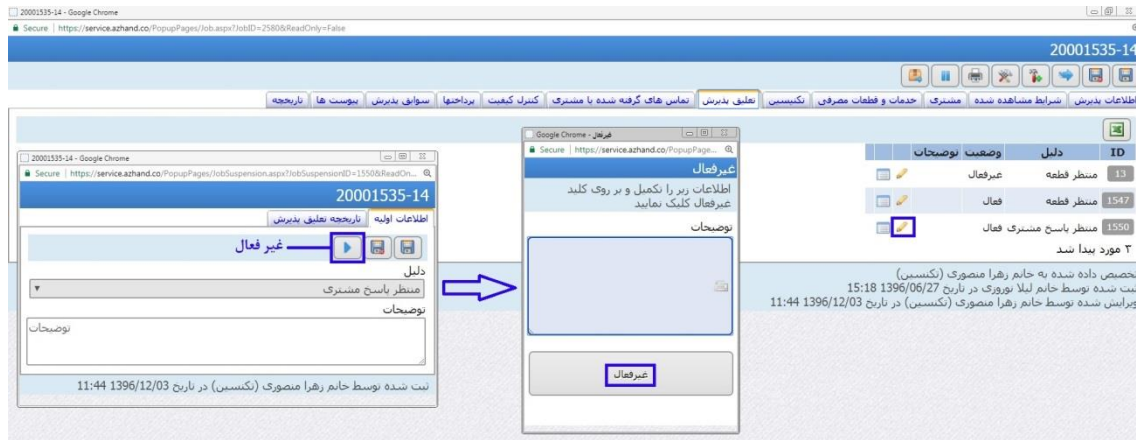 20001535-14 - Google Chrome
Secure | https://service.azhand.co/PopupPages/Job.aspx?JobID=2580&ReadOnly=False
20001535-14
اطلاعات پذیرش
شرایط مشاهده شده
مشتری
خدمات و قطعات مصرفی
تکنسین
تعلیق پذیرش
تماس های گرفته شده با مشتری
کنترل کیفیت
پرداختها
سوابق پذیرش
پیوست ها
تاریخچه
ID دلیل وضعیت توضیحات
13 منتظر قطعه غیرفعال
1547 منتظر قطعه فعال
1550 منتظر پاسخ مشتری فعال
۳ مورد پیدا شد
تخصیص داده شده به خانم زهرا منصوری (تکنسین)
ثبت شده توسط خانم لیلا نوروزی در تاریخ 1396/06/27 15:18
ویرایش شده توسط خانم زهرا منصوری (تکنسین) در تاریخ 1396/12/03 11:44
غیرفعال - Google Chrome
Secure | https://service.azhand.co/PopupPage...
غیرفعال
اطلاعات زیر را تکمیل و بر روی کلید
غیرفعال کلیک نمایید
توضیحات
غیرفعال
20001535-14 - Google Chrome
Secure | https://service.azhand.co/PopupPages/JobSuspension.aspx?JobSuspensionID=1550&ReadOn...
20001535-14
اطلاعات اولیه
تاریخچه تعلیق پذیرش
غیر فعال
دلیل
منتظر پاسخ مشتری
توضیحات
توضیحات
ثبت شده توسط خانم زهرا منصوری (تکنسین) در تاریخ 1396/12/03 11:44